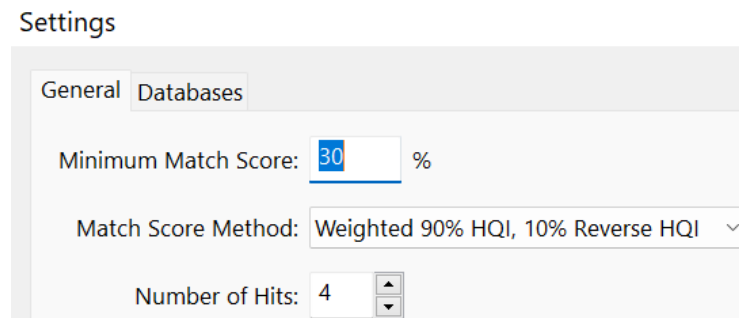 Settings
General Databases
Minimum Match Score: 30 %
Match Score Method: Weighted 90% HQI, 10% Reverse HQI
Number of Hits: 4